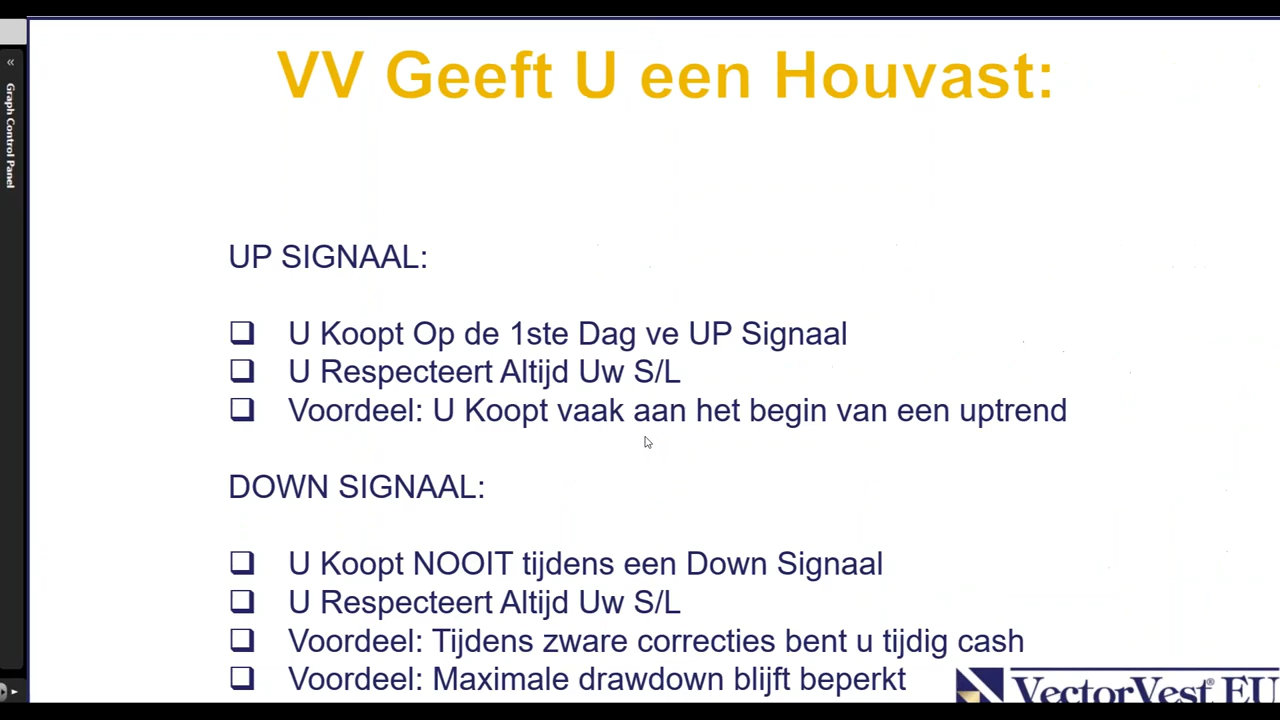 VV Geeft U een Houvast:
«
Graph Control Panel
UP SIGNAAL:
U Koopt Op de 1ste Dag ve UP Signaal
U Respecteert Altijd Uw S/L
Voordeel: U Koopt vaak aan het begin van een uptrend
DOWN SIGNAAL:
U Koopt NOOIT tijdens een Down Signaal
U Respecteert Altijd Uw S/L
Voordeel: Tijdens zware correcties bent u tijdig cash
Voordeel: Maximale drawdown blijft beperkt
VectorVest® EU